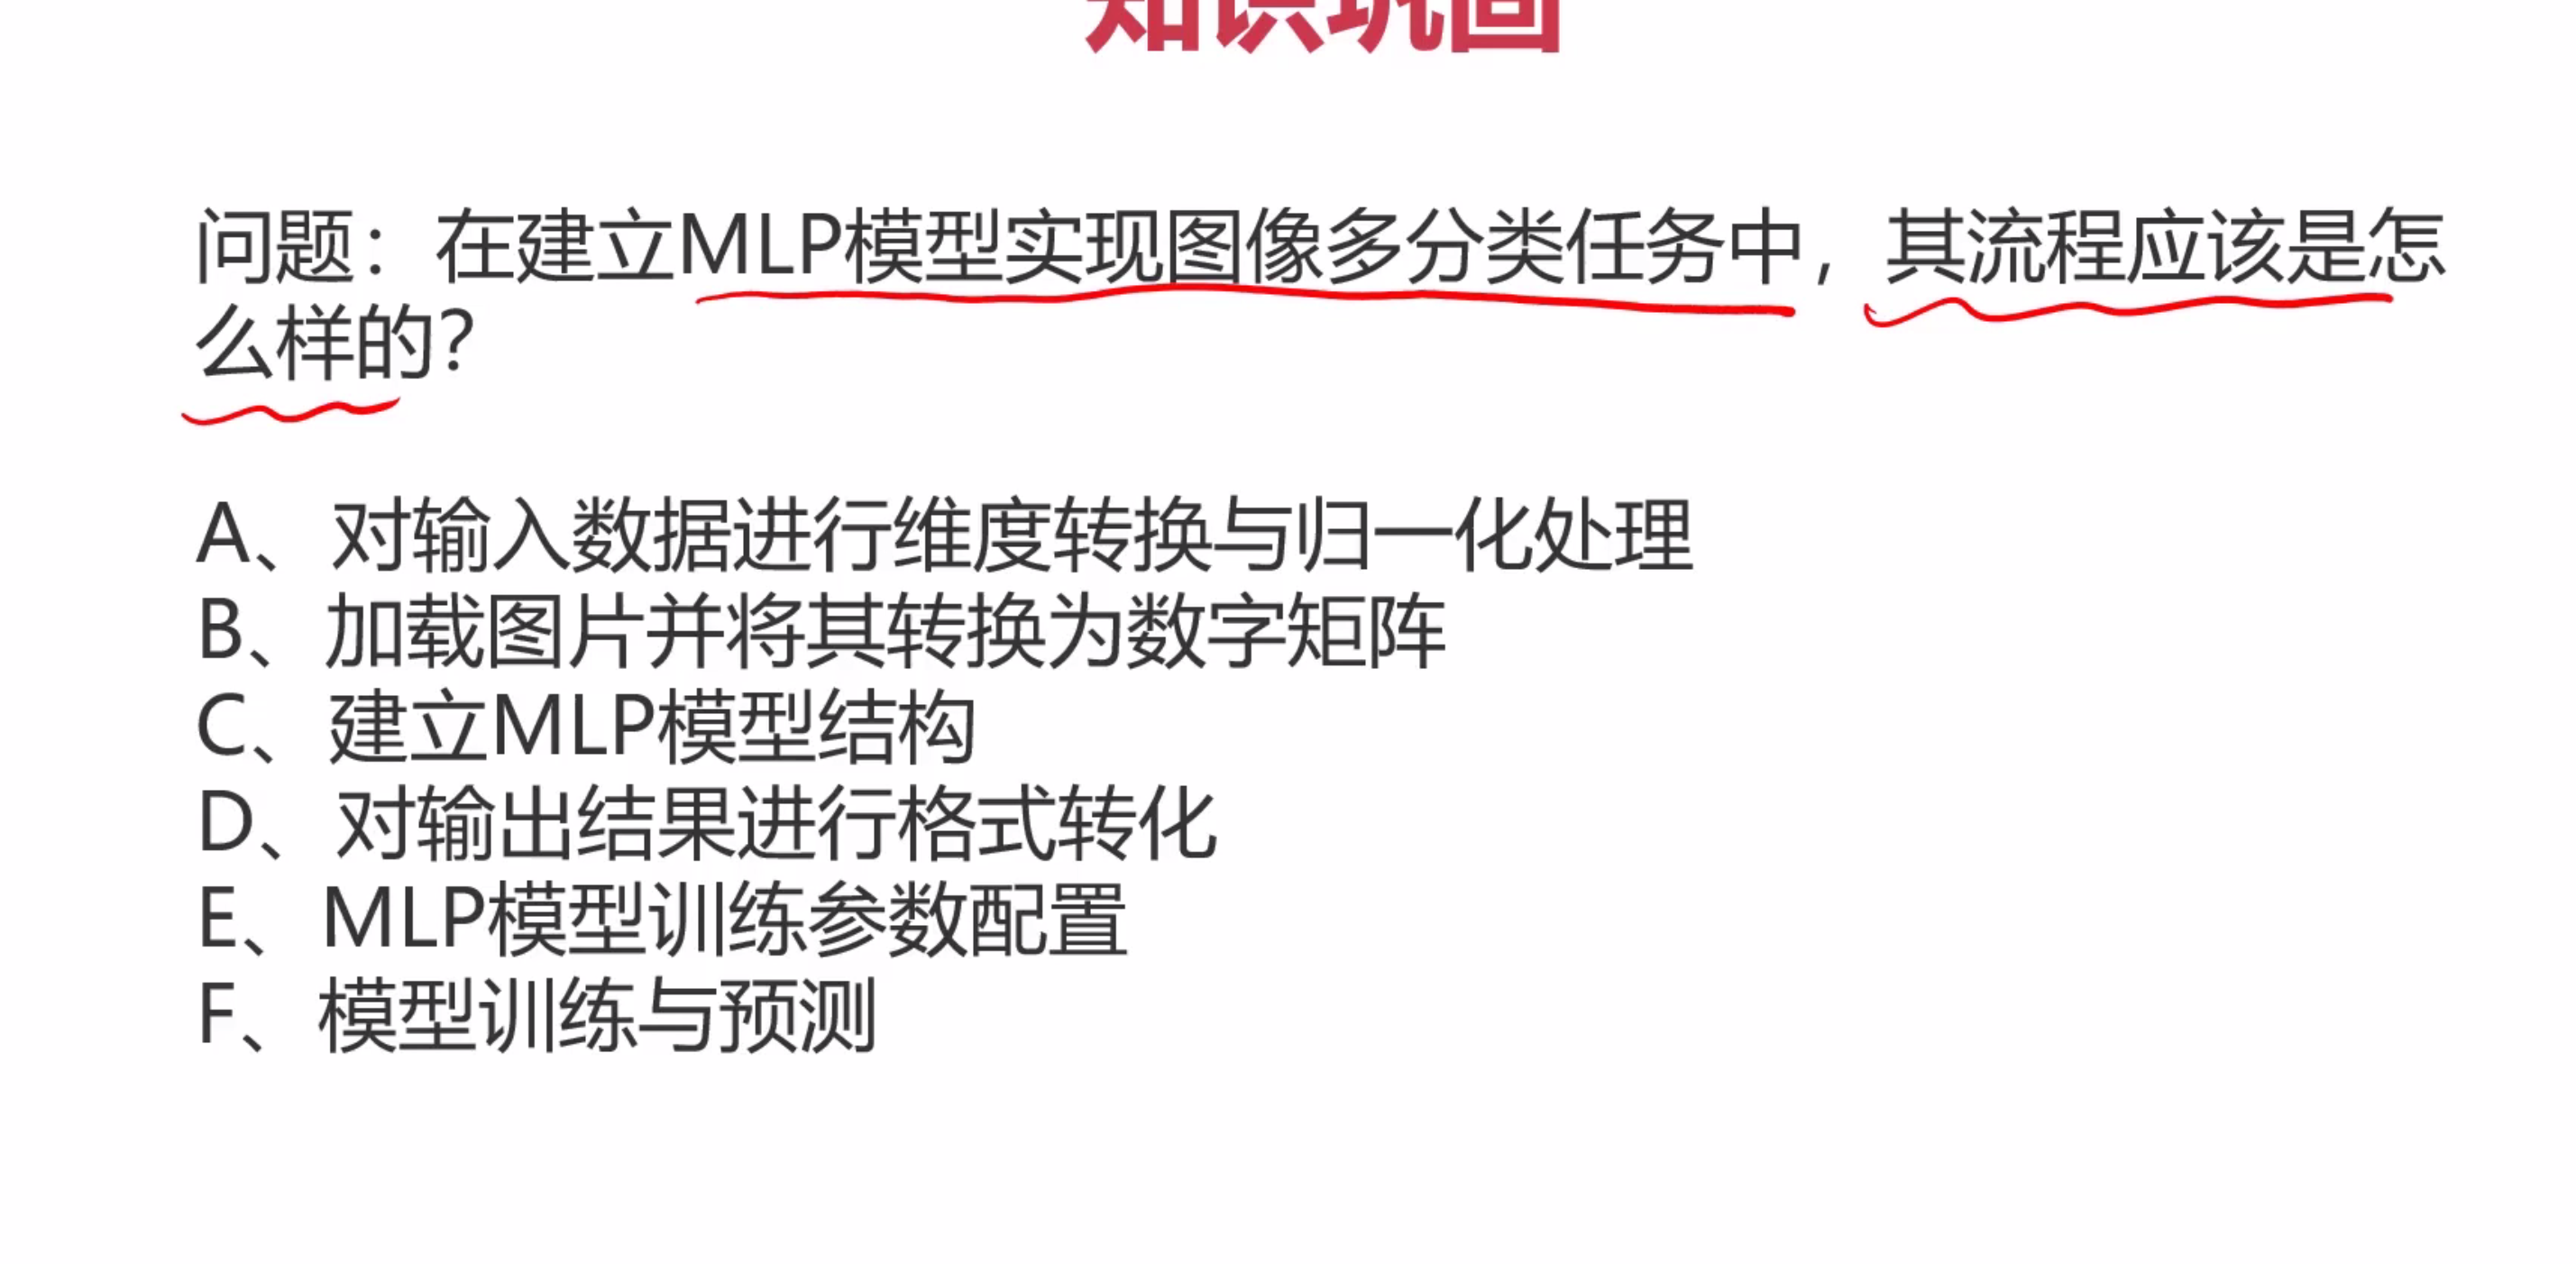 知识巩固
问题：在建立MLP模型实现图像多分类任务中，其流程应该是怎
么样的？
A、对输入数据进行维度转换与归一化处理
B、加载图片并将其转换为数字矩阵
C、建立MLP模型结构
D、对输出结果进行格式转化
E、MLP模型训练参数配置
F、模型训练与预测